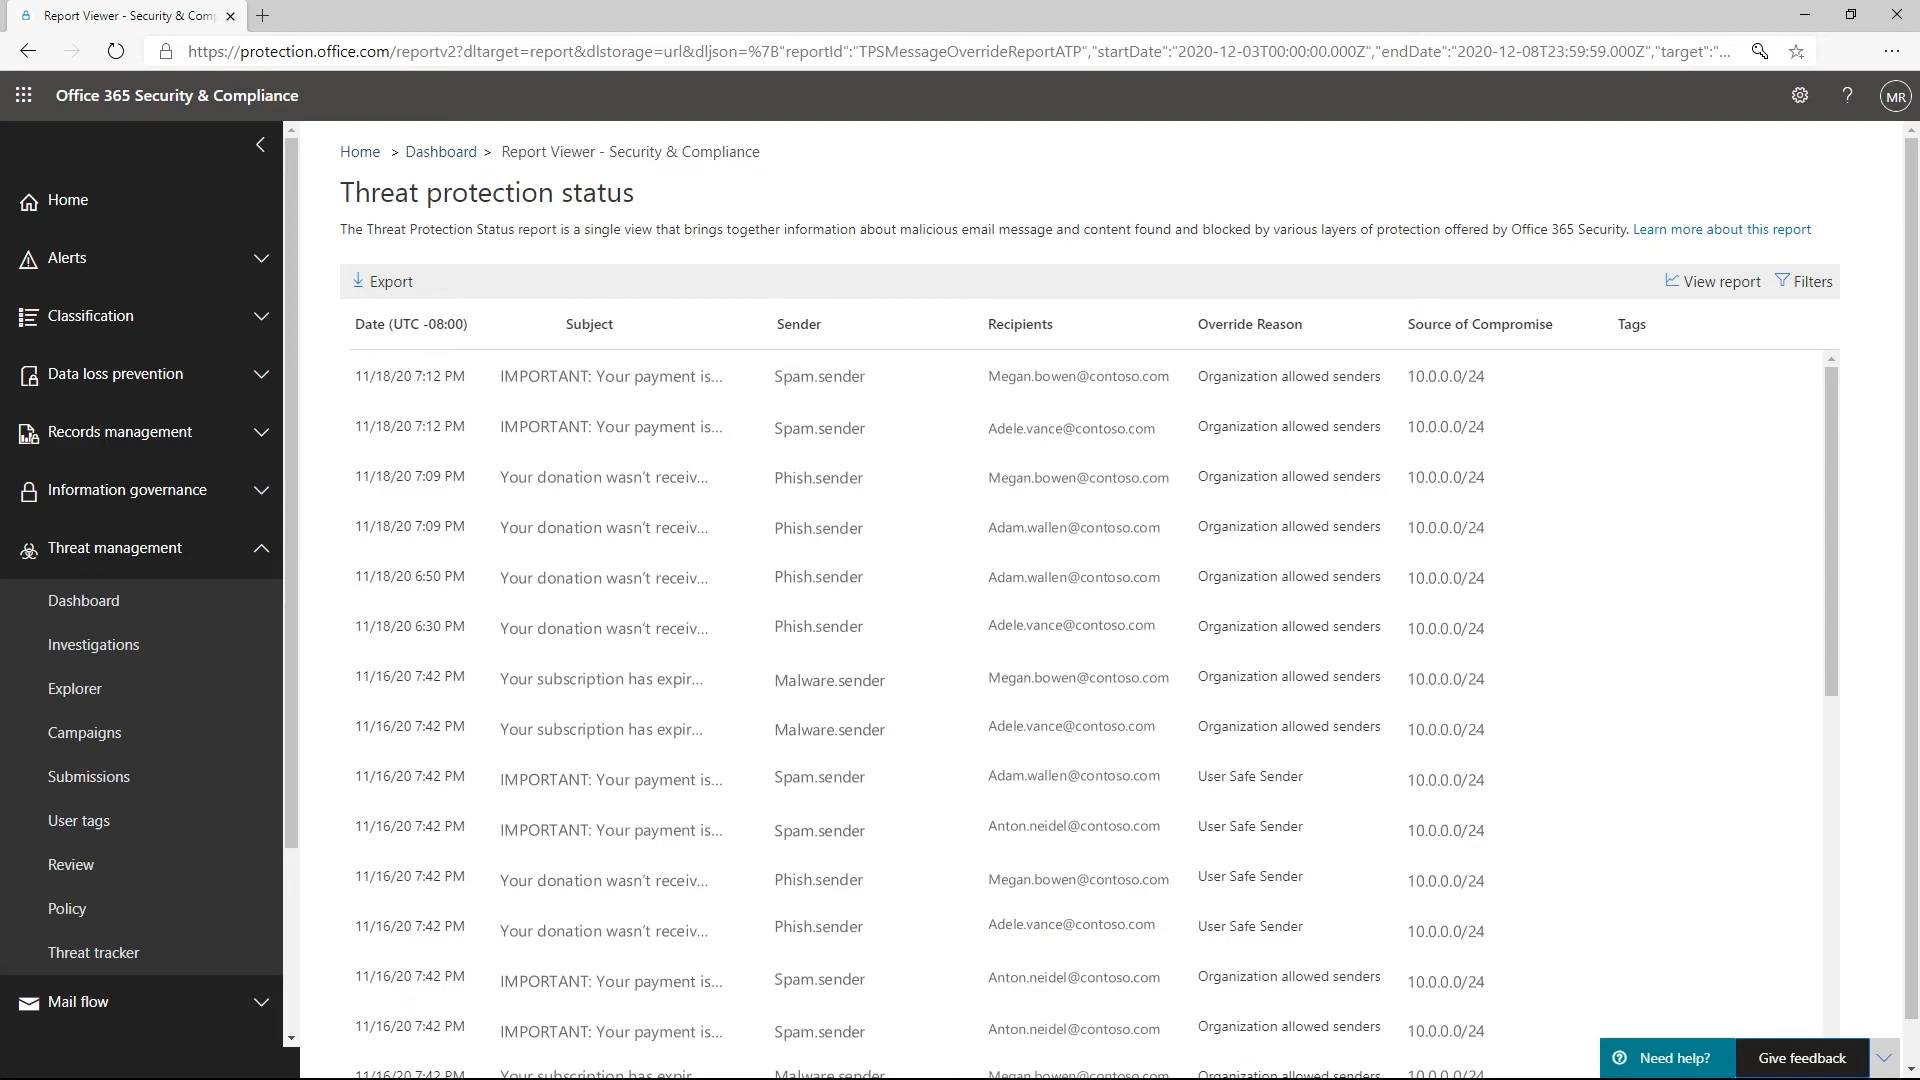 Report Viewer - Security & Comp
https://protection.office.com/reportv2?dltarget=report&dlstorage=url&dljson=%7B"reportId":"TPSMessageOverrideReportATP","startDate":"2020-12-03T00:00:00.000Z","endDate":"2020-12-08T23:59:59.000Z","target":"...
Office 365 Security & Compliance
? MR
Home > Dashboard > Report Viewer - Security & Compliance
Threat protection status
The Threat Protection Status report is a single view that brings together information about malicious email message and content found and blocked by various layers of protection offered by Office 365 Security. Learn more about this report
Home
Alerts
Classification
Data loss prevention
Records management
Information governance
Threat management
Dashboard
Investigations
Explorer
Campaigns
Submissions
User tags
Review
Policy
Threat tracker
Mail flow
Export View report Filters
Date (UTC -08:00) Subject Sender Recipients Override Reason Source of Compromise Tags
11/18/20 7:12 PM IMPORTANT: Your payment is... Spam.sender Megan.bowen@contoso.com Organization allowed senders 10.0.0.0/24
11/18/20 7:12 PM IMPORTANT: Your payment is... Spam.sender Adele.vance@contoso.com Organization allowed senders 10.0.0.0/24
11/18/20 7:09 PM Your donation wasn't receiv... Phish.sender Megan.bowen@contoso.com Organization allowed senders 10.0.0.0/24
11/18/20 7:09 PM Your donation wasn't receiv... Phish.sender Adam.wallen@contoso.com Organization allowed senders 10.0.0.0/24
11/18/20 6:50 PM Your donation wasn't receiv... Phish.sender Adam.wallen@contoso.com Organization allowed senders 10.0.0.0/24
11/18/20 6:30 PM Your donation wasn't receiv... Phish.sender Adele.vance@contoso.com Organization allowed senders 10.0.0.0/24
11/16/20 7:42 PM Your subscription has expir... Malware.sender Megan.bowen@contoso.com Organization allowed senders 10.0.0.0/24
11/16/20 7:42 PM Your subscription has expir... Malware.sender Adele.vance@contoso.com Organization allowed senders 10.0.0.0/24
11/16/20 7:42 PM IMPORTANT: Your payment is... Spam.sender Adam.wallen@contoso.com User Safe Sender 10.0.0.0/24
11/16/20 7:42 PM IMPORTANT: Your payment is... Spam.sender Anton.neidel@contoso.com User Safe Sender 10.0.0.0/24
11/16/20 7:42 PM Your donation wasn't receiv... Phish.sender Megan.bowen@contoso.com User Safe Sender 10.0.0.0/24
11/16/20 7:42 PM Your donation wasn't receiv... Phish.sender Adele.vance@contoso.com User Safe Sender 10.0.0.0/24
11/16/20 7:42 PM IMPORTANT: Your payment is... Spam.sender Anton.neidel@contoso.com Organization allowed senders 10.0.0.0/24
11/16/20 7:42 PM IMPORTANT: Your payment is... Spam.sender Anton.neidel@contoso.com Organization allowed senders 10.0.0.0/24
11/16/20 7:42 PM Your subscription has expir... Malware.sender Megan.bowen@contoso.com Organization allowed senders 10.0.0.0/24
Need help? Give feedback